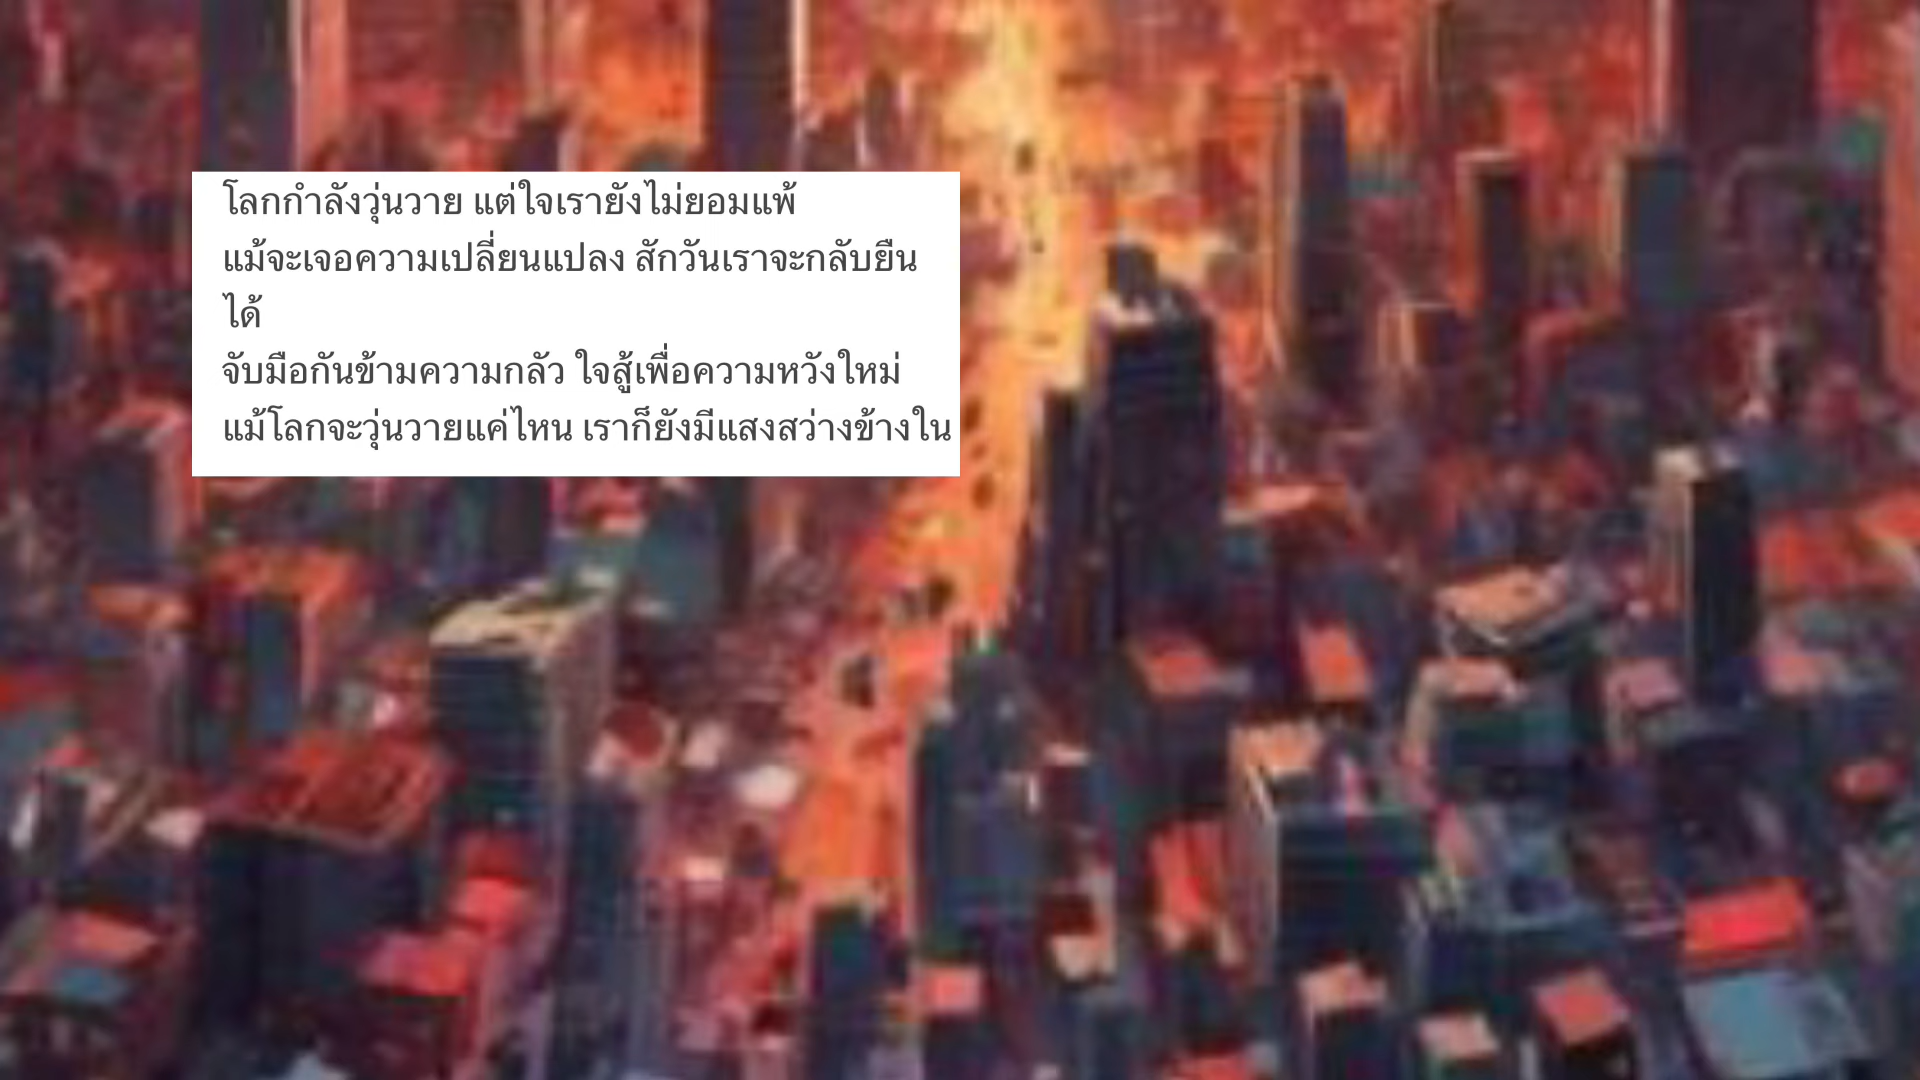 โลกกำลังวุ่นวาย แต่ใจเรายังไม่ยอมแพ้
แม้จะเจอความเปลี่ยนแปลง สักวันเราจะกลับยืน
ได้
จับมือกันข้ามความกลัว ใจสู้เพื่อความหวังใหม่
แม้โลกจะวุ่นวายแค่ไหน เราก็ยังมีแสงสว่างข้างใน